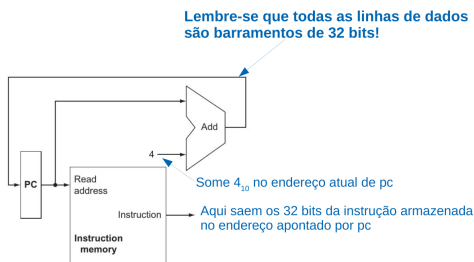 Lembre-se que todas as linhas de dados
são barramentos de 32 bits!
Add
4
PC
Read
address
Some 4₁₀ no endereço atual de pc
Instruction
Aqui saem os 32 bits da instrução armazenada
no endereço apontado por pc
Instruction
memory